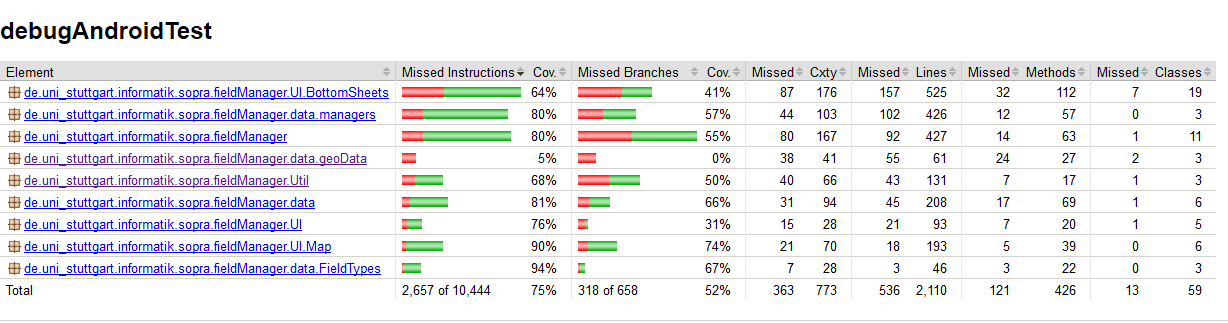 debugAndroidTest
Element Missed Instructions Cov. Missed Branches Cov. Missed Cxty Missed Lines Missed Methods Missed Classes
de.uni_stuttgart.informatik.sopra.fieldManager.UI.BottomSheets 64% 41% 87 176 157 525 32 112 7 19
de.uni_stuttgart.informatik.sopra.fieldManager.data.managers 80% 57% 44 103 102 426 12 57 0 3
de.uni_stuttgart.informatik.sopra.fieldManager 80% 55% 80 167 92 427 14 63 1 11
de.uni_stuttgart.informatik.sopra.fieldManager.data.geoData 5% 0% 38 41 55 61 24 27 2 3
de.uni_stuttgart.informatik.sopra.fieldManager.Util 68% 50% 40 66 43 131 7 17 1 3
de.uni_stuttgart.informatik.sopra.fieldManager.data 81% 66% 31 94 45 208 17 69 1 6
de.uni_stuttgart.informatik.sopra.fieldManager.UI 76% 31% 15 28 21 93 7 20 1 5
de.uni_stuttgart.informatik.sopra.fieldManager.UI.Map 90% 74% 21 70 18 193 5 39 0 6
de.uni_stuttgart.informatik.sopra.fieldManager.data.FieldTypes 94% 67% 7 28 3 46 3 22 0 3
Total 2,657 of 10,444 75% 318 of 658 52% 363 773 536 2,110 121 426 13 59